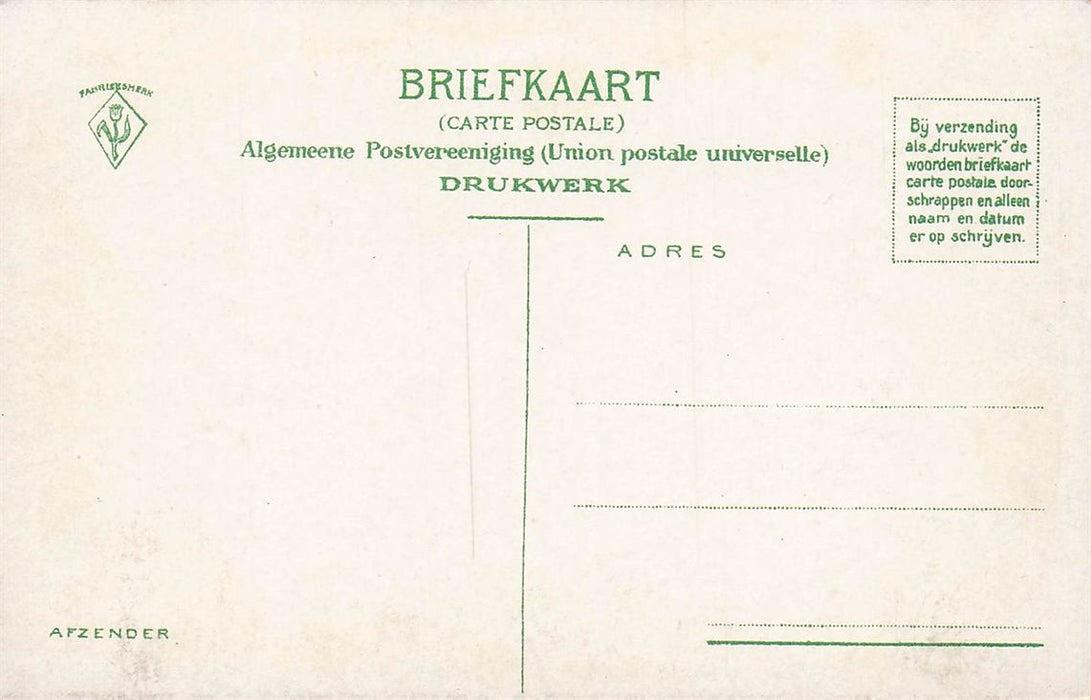 FABRIEKSMERK
BRIEFKAART
(CARTE POSTALE)
Algemeene Postvereeniging (Union postale universelle)
DRUKWERK
Bij verzending
als „drukwerk” de
woorden briefkaart
carte postale door-
schrappen en alleen
naam en datum
er op schrijven.
ADRES
AFZENDER